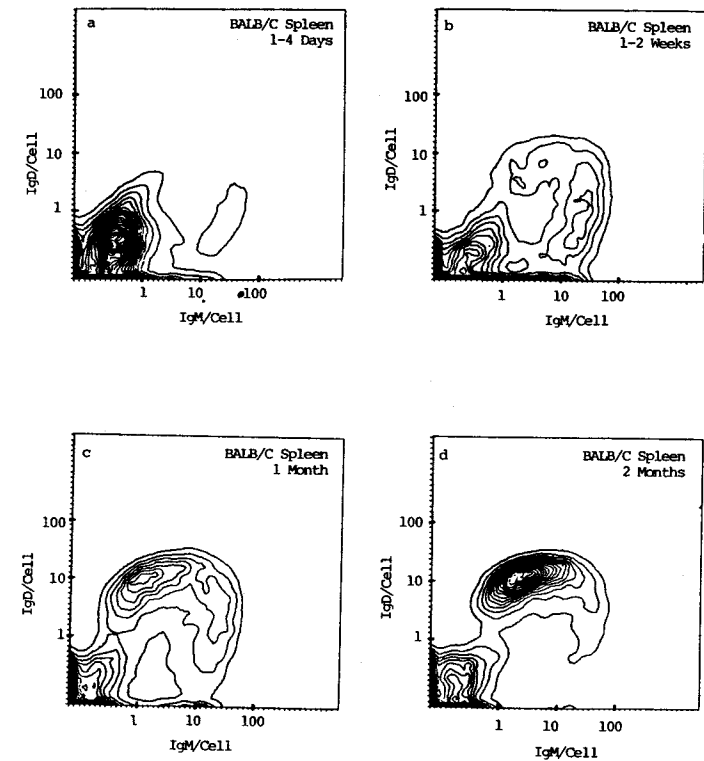 a
BALB/C Spleen
1-4 Days
100
10
1
IgD/Cell
1
10
100
IgM/Cell
b
BALB/C Spleen
1-2 Weeks
100
10
1
IgD/Cell
1
10
100
IgM/Cell
c
BALB/C Spleen
1 Month
100
10
1
IgD/Cell
1
10
100
IgM/Cell
d
BALB/C Spleen
2 Months
100
10
1
IgD/Cell
1
10
100
IgM/Cell